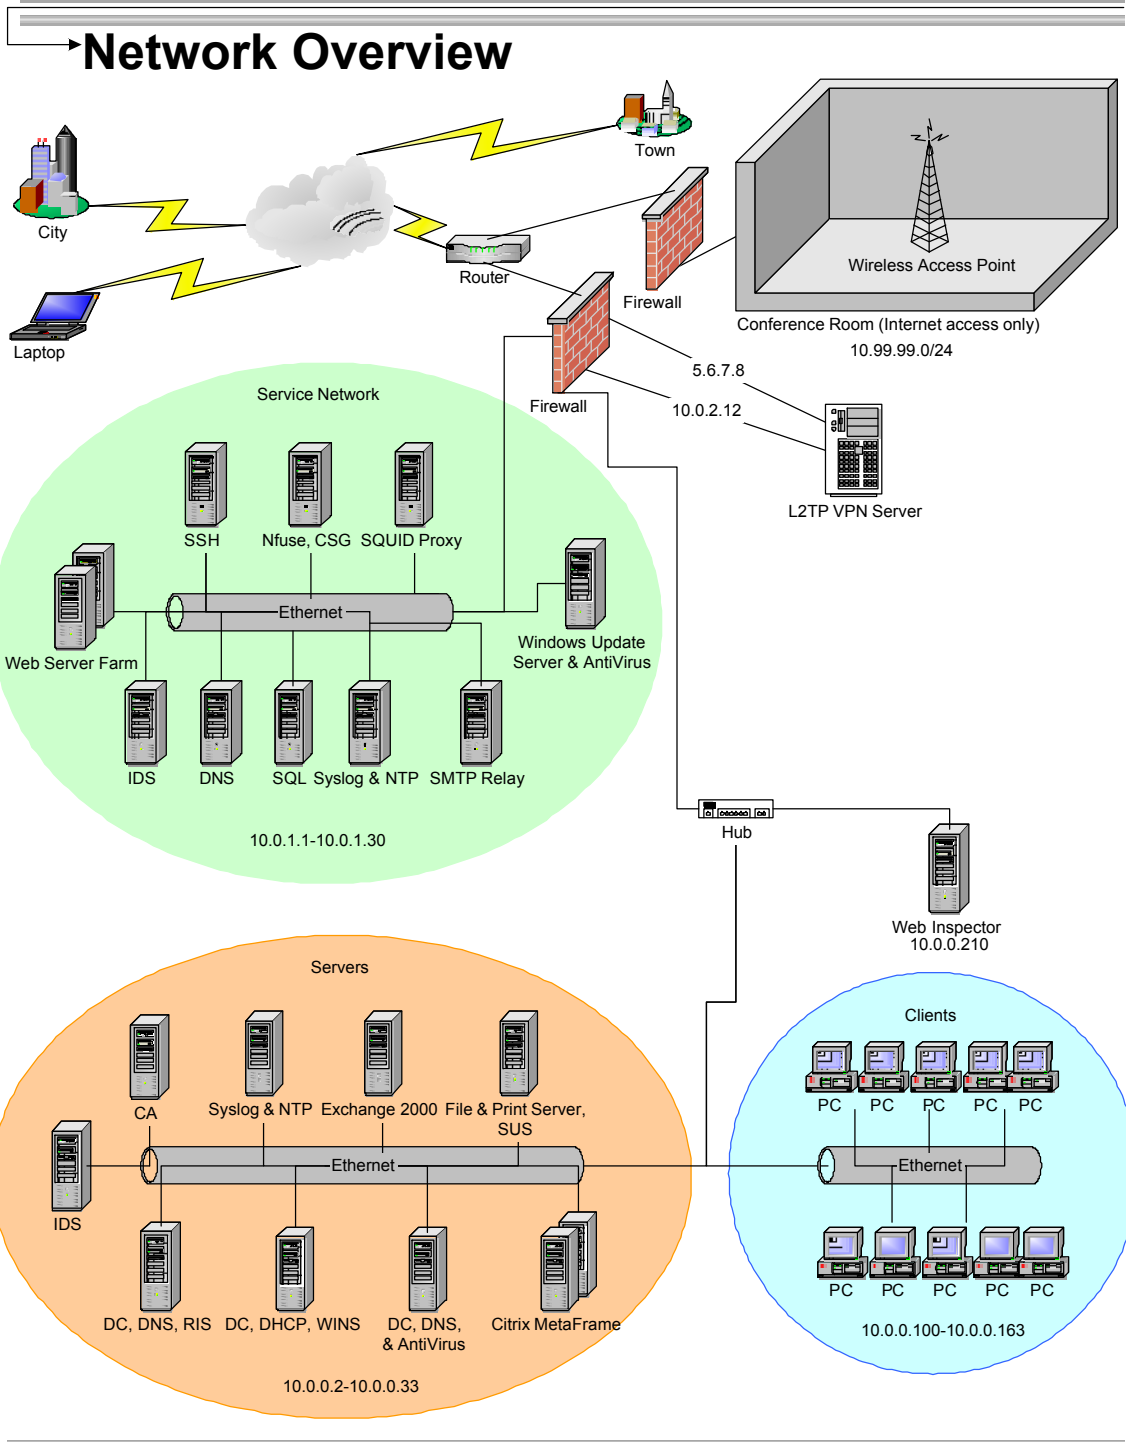 Network Overview
Town
City
Wireless Access Point
Router
Firewall
Conference Room (Internet access only)
10.99.99.0/24
Laptop
5.6.7.8
10.0.2.12
Firewall
L2TP VPN Server
Service Network
SSH
Nfuse, CSG
SQUID Proxy
Ethernet
Web Server Farm
Windows Update
Server & AntiVirus
IDS
DNS
SQL
Syslog & NTP
SMTP Relay
10.0.1.1-10.0.1.30
Hub
Web Inspector
10.0.0.210
Servers
CA
Syslog & NTP
Exchange 2000
File & Print Server,
SUS
Ethernet
IDS
DC, DNS, RIS
DC, DHCP, WINS
DC, DNS,
& AntiVirus
Citrix MetaFrame
10.0.0.2-10.0.0.33
Clients
PC
PC
PC
PC
PC
Ethernet
PC
PC
PC
PC
PC
10.0.0.100-10.0.0.163